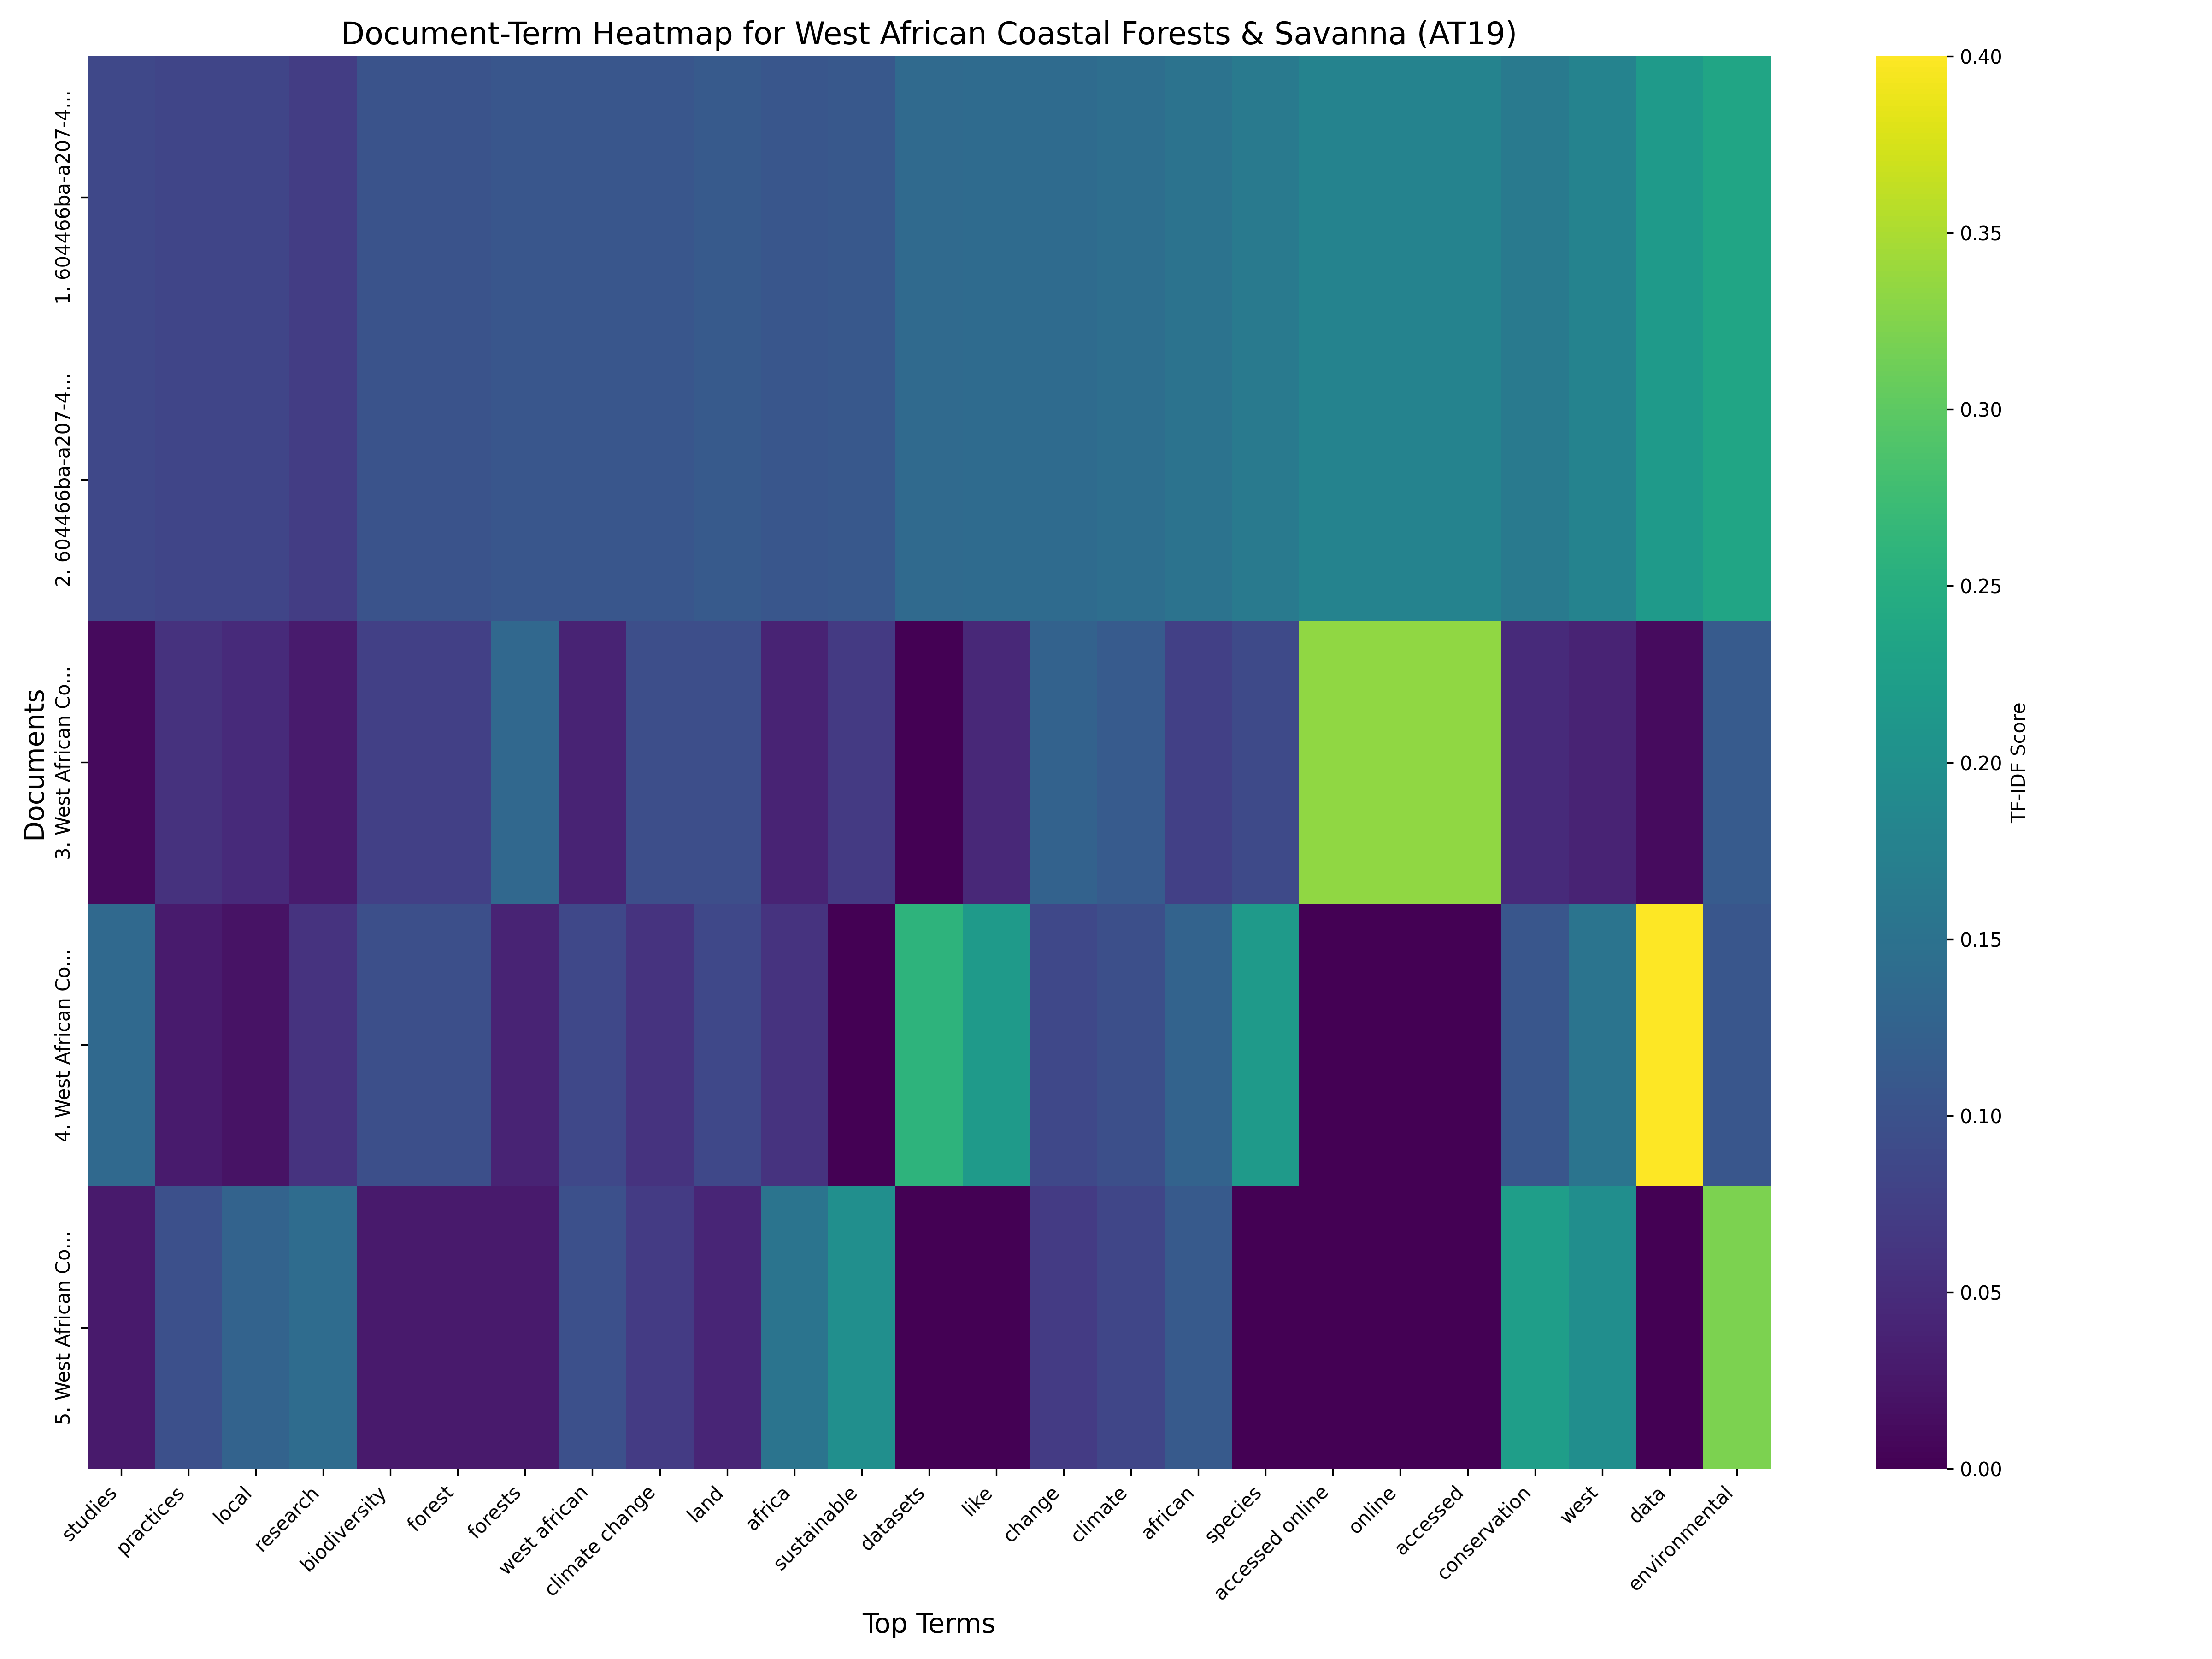 Document-Term Heatmap for West African Coastal Forests & Savanna (AT19)
Documents
1. 604466ba-a207-4...
2. 604466ba-a207-4...
3. West African Co...
4. West African Co...
5. West African Co...
studies
practices
local
research
biodiversity
forest
forests
west african
climate change
land
africa
sustainable
datasets
like
change
climate
african
species
accessed online
online
accessed
conservation
west
data
environmental
Top Terms
0.40
0.35
0.30
0.25
0.20
0.15
0.10
0.05
0.00
TF-IDF Score